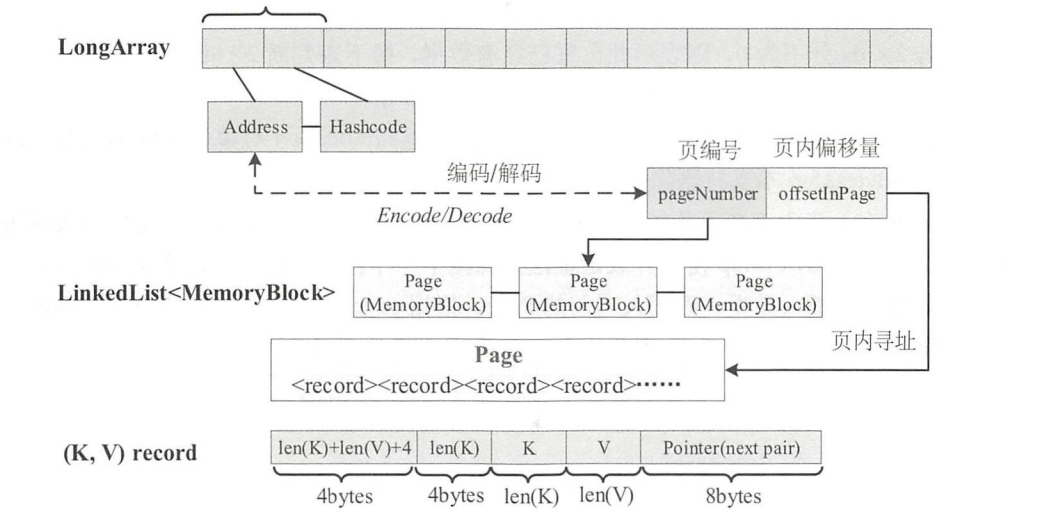 LongArray
Address
Hashcode
页编号
页内偏移量
编码/解码
pageNumber
offsetInPage
Encode/Decode
LinkedList<MemoryBlock>
Page
(MemoryBlock)
Page
(MemoryBlock)
Page
(MemoryBlock)
页内寻址
Page
<record><record><record><record>······
(K, V) record
len(K)+len(V)+4
len(K)
K
V
Pointer(next pair)
4bytes
4bytes
len(K)
len(V)
8bytes